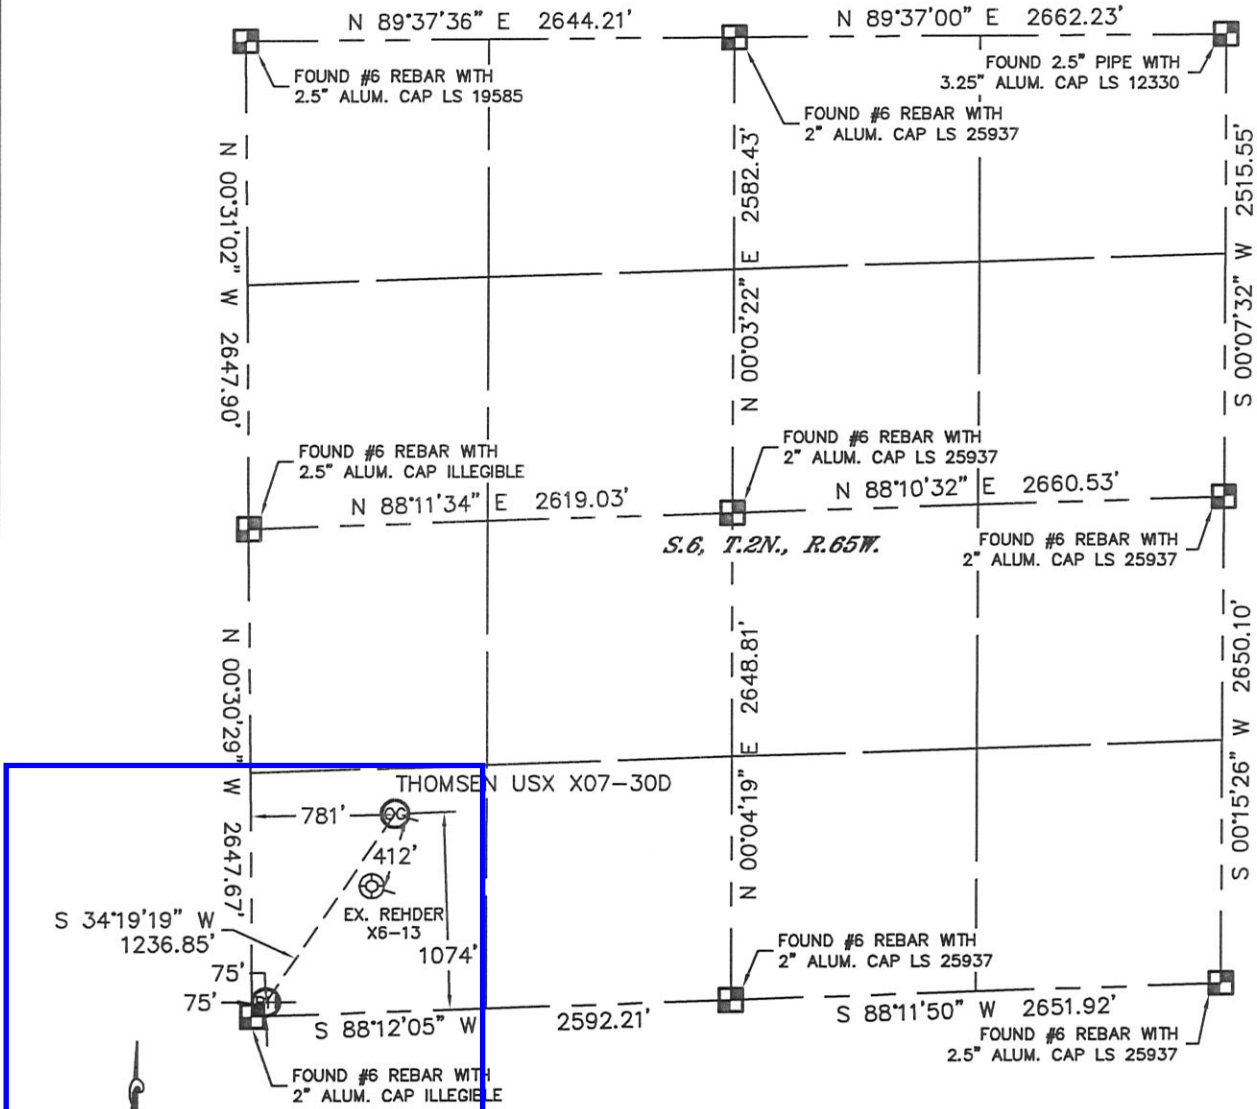 N 89°37'36" E 2644.21'
N 89°37'00" E 2662.23'
FOUND #6 REBAR WITH
2.5" ALUM. CAP LS 19585
FOUND 2.5" PIPE WITH
3.25" ALUM. CAP LS 12330
FOUND #6 REBAR WITH
2" ALUM. CAP LS 25937
N 00°31'02" W 2647.90'
N 00°03'22" E 2582.43'
S 00°07'32" W 2515.55'
FOUND #6 REBAR WITH
2.5" ALUM. CAP ILLEGIBLE
FOUND #6 REBAR WITH
2" ALUM. CAP LS 25937
N 88°11'34" E 2619.03'
N 88°10'32" E 2660.53'
S.6, T.2N., R.65W.
FOUND #6 REBAR WITH
2" ALUM. CAP LS 25937
N 00°30'29" W 2647.67'
N 00°04'19" E 2648.81'
S 00°15'26" W 2650.10'
THOMSEN USX X07-30D
781'
OG
412'
EX. REHDER
X6-13
1074'
S 34°19'19" W
1236.85'
75'
75'
FOUND #6 REBAR WITH
2" ALUM. CAP LS 25937
S 88°12'05" W 2592.21'
S 88°11'50" W 2651.92'
FOUND #6 REBAR WITH
2.5" ALUM. CAP LS 25937
FOUND #6 REBAR WITH
2" ALUM. CAP ILLEGIBLE